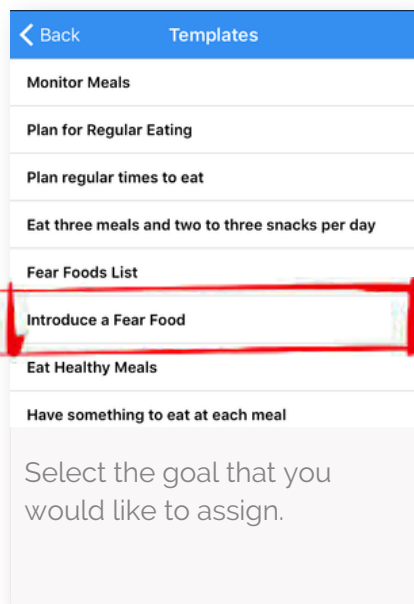 Back Templates
Monitor Meals
Plan for Regular Eating
Plan regular times to eat
Eat three meals and two to three snacks per day
Fear Foods List
Introduce a Fear Food
Eat Healthy Meals
Have something to eat at each meal
Select the goal that you
would like to assign.